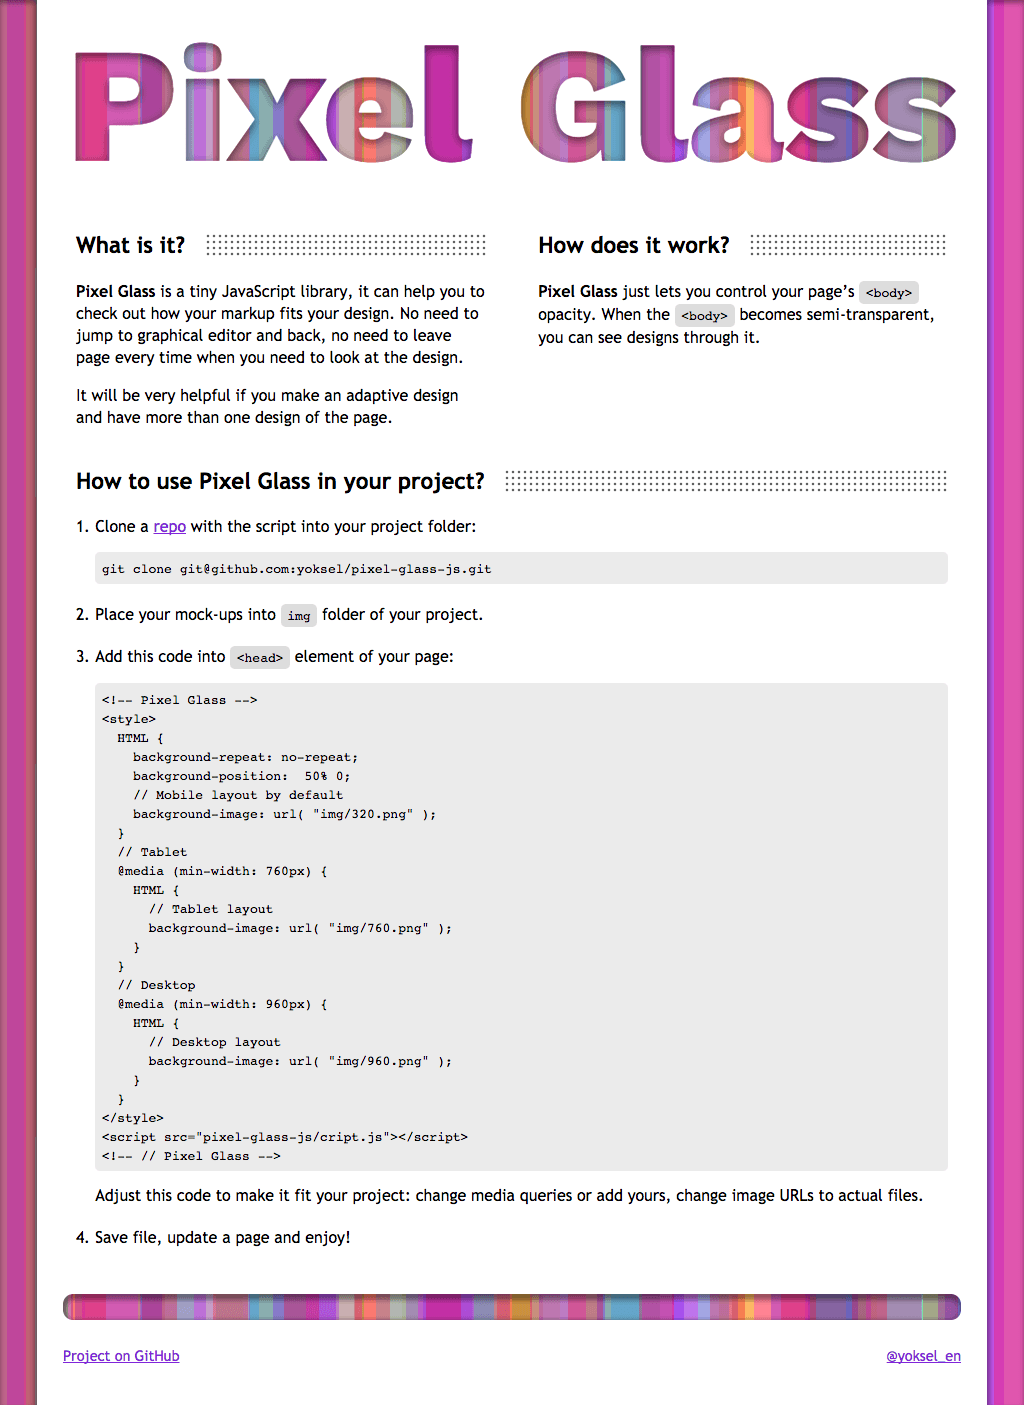 Pixel Glass
What is it?
Pixel Glass is a tiny JavaScript library, it can help you to
check out how your markup fits your design. No need to
jump to graphical editor and back, no need to leave
page every time when you need to look at the design.
It will be very helpful if you make an adaptive design
and have more than one design of the page.
How does it work?
Pixel Glass just lets you control your page’s <body>
opacity. When the <body> becomes semi-transparent,
you can see designs through it.
How to use Pixel Glass in your project?
1. Clone a repo with the script into your project folder:
git clone git@github.com:yoksel/pixel-glass-js.git
2. Place your mock-ups into img folder of your project.
3. Add this code into <head> element of your page:
<!-- Pixel Glass -->
<style>
  HTML {
    background-repeat: no-repeat;
    background-position:  50% 0;
    // Mobile layout by default
    background-image: url( "img/320.png" );
  }
  // Tablet
  @media (min-width: 760px) {
    HTML {
      // Tablet layout
      background-image: url( "img/760.png" );
    }
  }
  // Desktop
  @media (min-width: 960px) {
    HTML {
      // Desktop layout
      background-image: url( "img/960.png" );
    }
  }
</style>
<script src="pixel-glass-js/cript.js"></script>
<!-- // Pixel Glass -->
Adjust this code to make it fit your project: change media queries or add yours, change image URLs to actual files.
4. Save file, update a page and enjoy!
Project on GitHub
@yoksel_en